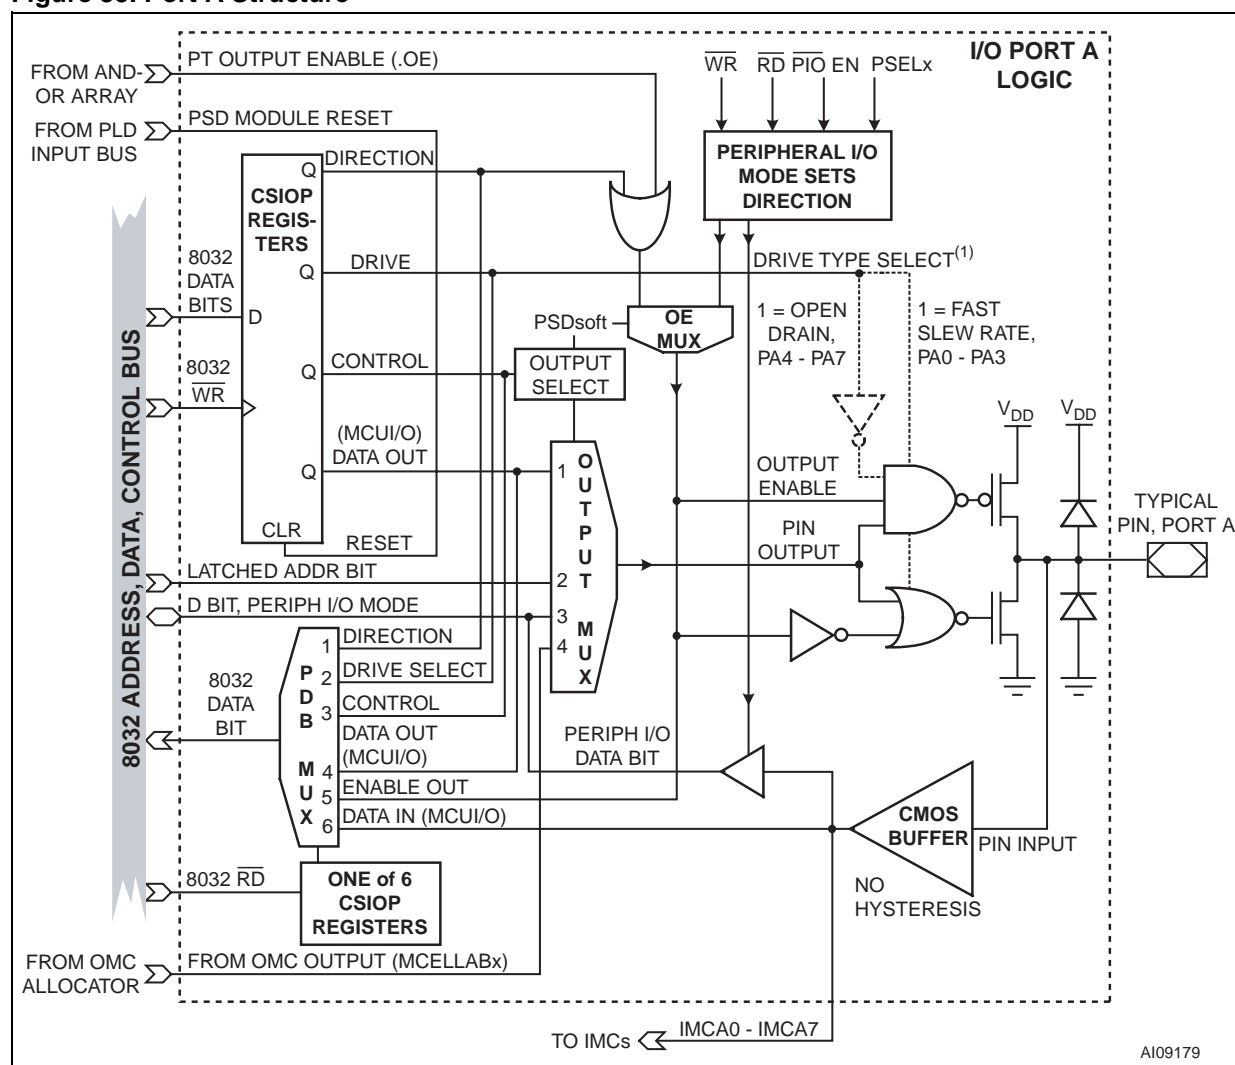 I/O PORT A
LOGIC
FROM AND-
OR ARRAY
PT OUTPUT ENABLE (.OE)
WR
RD
PIO EN
PSELx
FROM PLD
INPUT BUS
PSD MODULE RESET
PERIPHERAL I/O
MODE SETS
DIRECTION
CSIOP
REGIS-
TERS
Q
DIRECTION
Q
DRIVE
DRIVE TYPE SELECT(1)
8032
DATA
BITS
D
PSDsoft
OE
MUX
1 = OPEN
DRAIN,
PA4 - PA7
1 = FAST
SLEW RATE,
PA0 - PA3
8032
WR
Q
CONTROL
OUTPUT
SELECT
VDD
VDD
(MCUI/O)
DATA OUT
Q
CLR
RESET
OUTPUT MUX
1
2
3
4
OUTPUT
ENABLE
PIN
OUTPUT
TYPICAL
PIN, PORT A
8032 ADDRESS, DATA, CONTROL BUS
LATCHED ADDR BIT
D BIT, PERIPH I/O MODE
PDB MUX
1
DIRECTION
2
DRIVE SELECT
3
CONTROL
DATA OUT
(MCUI/O)
4
5
ENABLE OUT
6
DATA IN (MCUI/O)
8032
DATA
BIT
PERIPH I/O
DATA BIT
CMOS
BUFFER
PIN INPUT
NO
HYSTERESIS
8032 RD
ONE of 6
CSIOP
REGISTERS
FROM OMC
ALLOCATOR
FROM OMC OUTPUT (MCELLABx)
TO IMCs
IMCA0 - IMCA7
AI09179